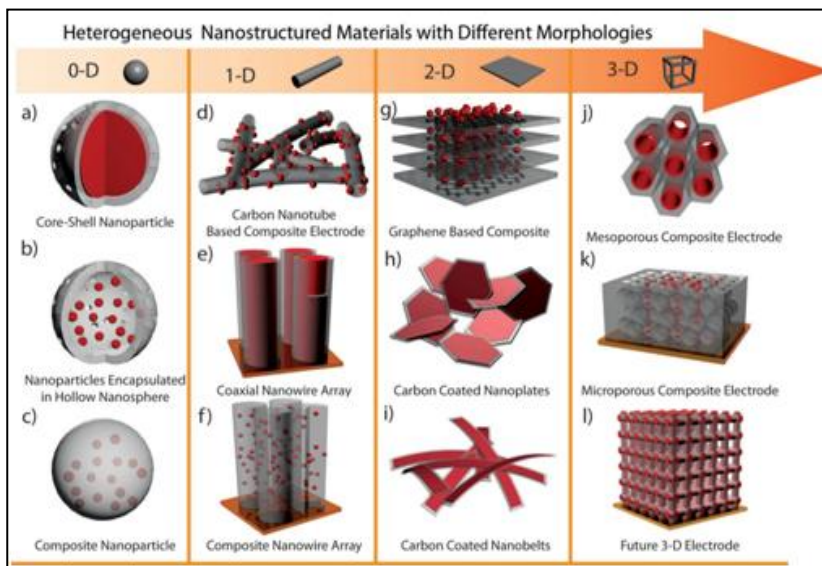 Heterogeneous Nanostructured Materials with Different Morphologies
0-D
1-D
2-D
3-D
a)
Core-Shell Nanoparticle
b)
Nanoparticles Encapsulated
in Hollow Nanosphere
c)
Composite Nanoparticle
d)
Carbon Nanotube
Based Composite Electrode
e)
Coaxial Nanowire Array
f)
Composite Nanowire Array
g)
Graphene Based Composite
h)
Carbon Coated Nanoplates
i)
Carbon Coated Nanobelts
j)
Mesoporous Composite Electrode
k)
Microporous Composite Electrode
l)
Future 3-D Electrode